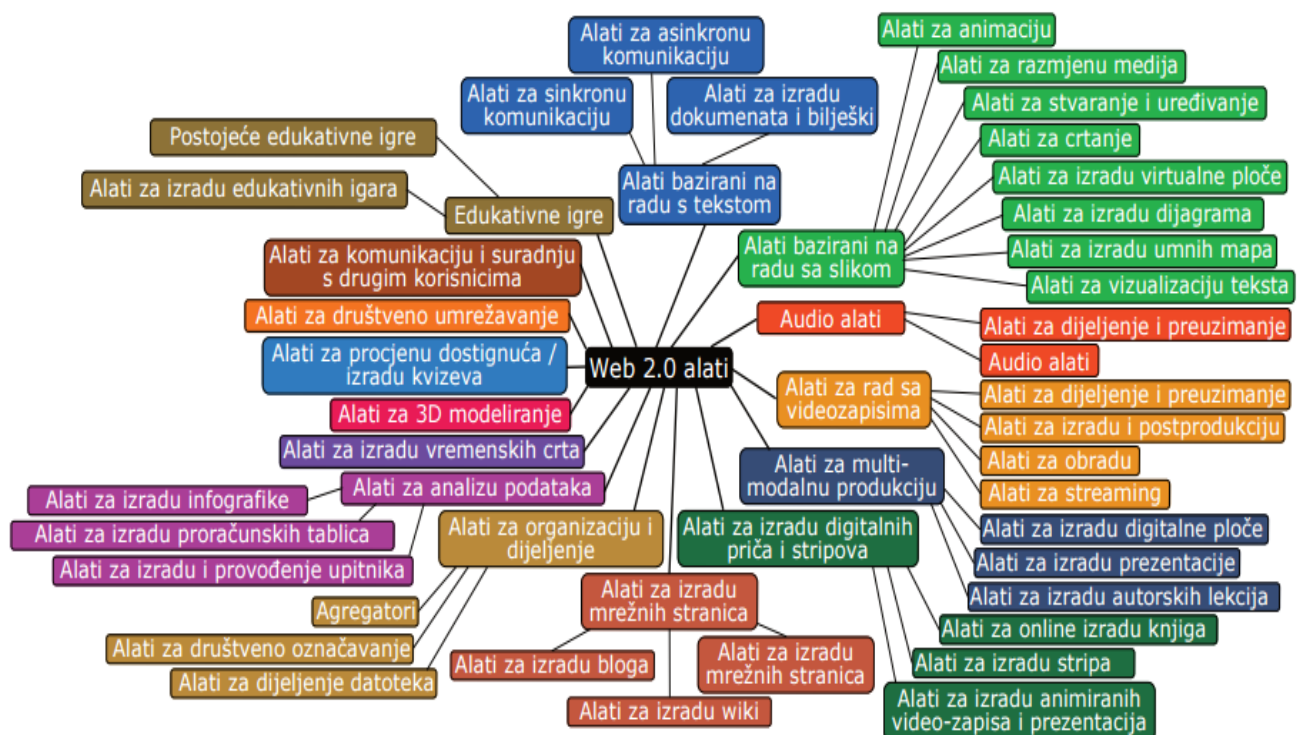 Alati za asinkronu
komunikaciju
Alati za sinkronu
komunikaciju
Alati za izradu
dokumenata i bilješki
Alati bazirani na
radu s tekstom
Postojeće edukativne igre
Alati za izradu edukativnih igara
Edukativne igre
Alati za komunikaciju i suradnju
s drugim korisnicima
Alati za društveno umrežavanje
Alati za procjenu dostignuća /
izradu kvizeva
Alati za 3D modeliranje
Alati za izradu vremenskih crta
Alati za analizu podataka
Alati za izradu infografike
Alati za izradu proračunskih tablica
Alati za izradu i provođenje upitnika
Alati za organizaciju i
dijeljenje
Agregatori
Alati za društveno označavanje
Alati za dijeljenje datoteka
Web 2.0 alati
Alati za animaciju
Alati za razmjenu medija
Alati za stvaranje i uređivanje
Alati za crtanje
Alati za izradu virtualne ploče
Alati za izradu dijagrama
Alati za izradu umnih mapa
Alati za vizualizaciju teksta
Alati bazirani na
radu sa slikom
Audio alati
Alati za dijeljenje i preuzimanje
Audio alati
Alati za rad sa
videozapisima
Alati za dijeljenje i preuzimanje
Alati za izradu i postprodukciju
Alati za obradu
Alati za streaming
Alati za multi-
modalnu produkciju
Alati za izradu digitalne ploče
Alati za izradu prezentacije
Alati za izradu autorskih lekcija
Alati za izradu digitalnih
priča i stripova
Alati za online izradu knjiga
Alati za izradu stripa
Alati za izradu animiranih
video-zapisa i prezentacija
Alati za izradu
mrežnih stranica
Alati za izradu bloga
Alati za izradu wiki
Alati za izradu
mrežnih stranica